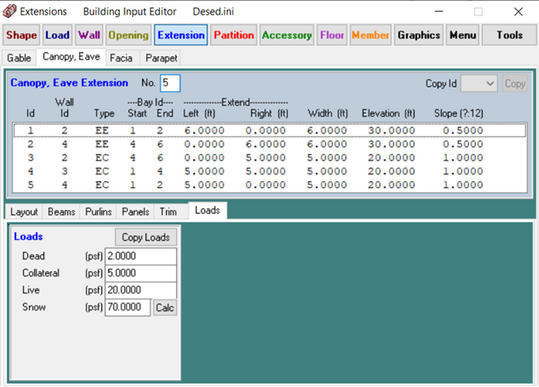 Extensions Building Input Editor Desed.ini
Shape Load Wall Opening Extension Partition Accessory Floor Member Graphics Menu Tools
Gable Canopy, Eave Facia Parapet
Canopy, Eave Extension No. 5 Copy Id Copy
Wall ----Bay Id---- ---------------Extend---------------
Id Id Type Start End Left (ft) Right (ft) Width (ft) Elevation (ft) Slope (?:12)
1 2 EE 1 2 6.0000 0.0000 6.0000 30.0000 0.5000
2 4 EE 4 6 0.0000 6.0000 6.0000 30.0000 0.5000
3 2 EC 4 6 0.0000 5.0000 5.0000 20.0000 1.0000
4 3 EC 1 4 5.0000 5.0000 5.0000 20.0000 1.0000
5 4 EC 1 2 5.0000 0.0000 5.0000 20.0000 1.0000
Layout Beams Purlins Panels Trim Loads
Loads Copy Loads
Dead (psf) 2.0000
Collateral (psf) 5.0000
Live (psf) 20.0000
Snow (psf) 70.0000 Calc